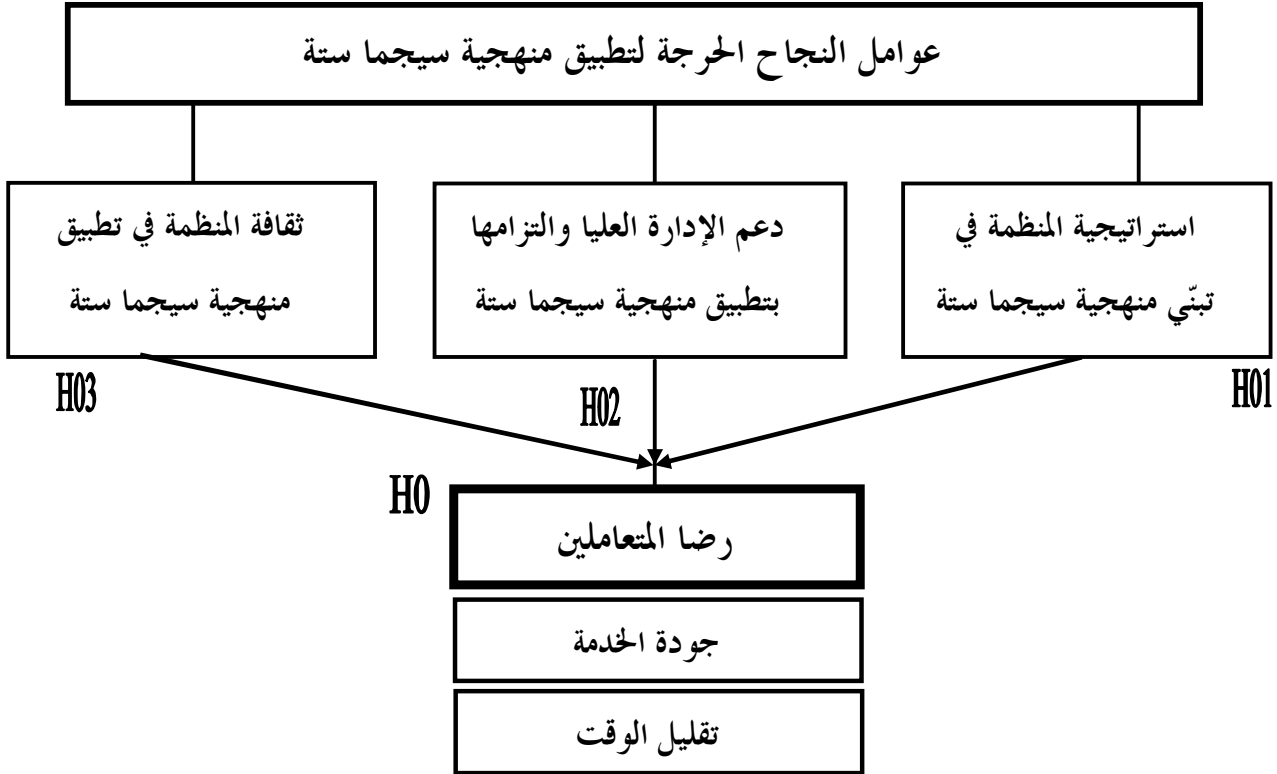 عوامل النجاح الحرجة لتطبيق منهجية سيجما ستة
استراتيجية المنظمة في
تبنّي منهجية سيجما ستة
دعم الإدارة العليا والتزامها
بتطبيق منهجية سيجما ستة
ثقافة المنظمة في تطبيق
منهجية سيجما ستة
H01
H02
H03
H0
رضا المتعاملين
جودة الخدمة
تقليل الوقت